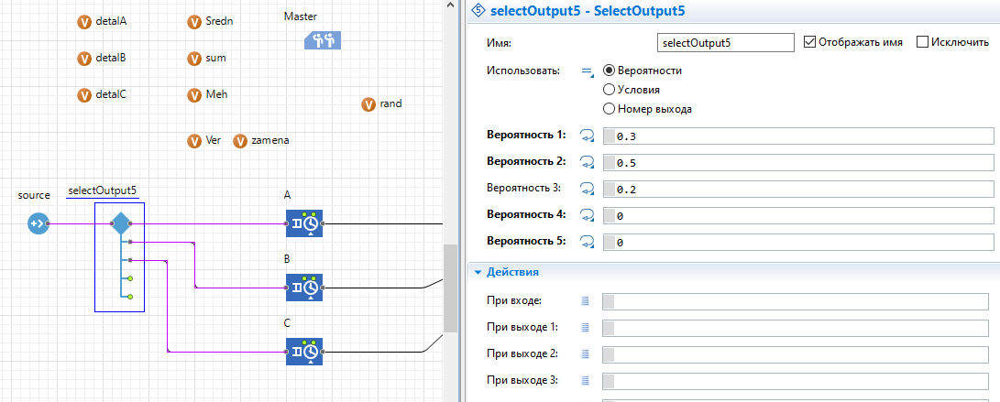 detalA
Sredn
Master
detalB
sum
detalC
Meh
rand
Ver
zamena
source
selectOutput5
A
B
C
selectOutput5 - SelectOutput5
Имя:
selectOutput5
Отображать имя
Исключить
Использовать:
Вероятности
Условия
Номер выхода
Вероятность 1:
0.3
Вероятность 2:
0.5
Вероятность 3:
0.2
Вероятность 4:
0
Вероятность 5:
0
Действия
При входе:
При выходе 1:
При выходе 2:
При выходе 3: